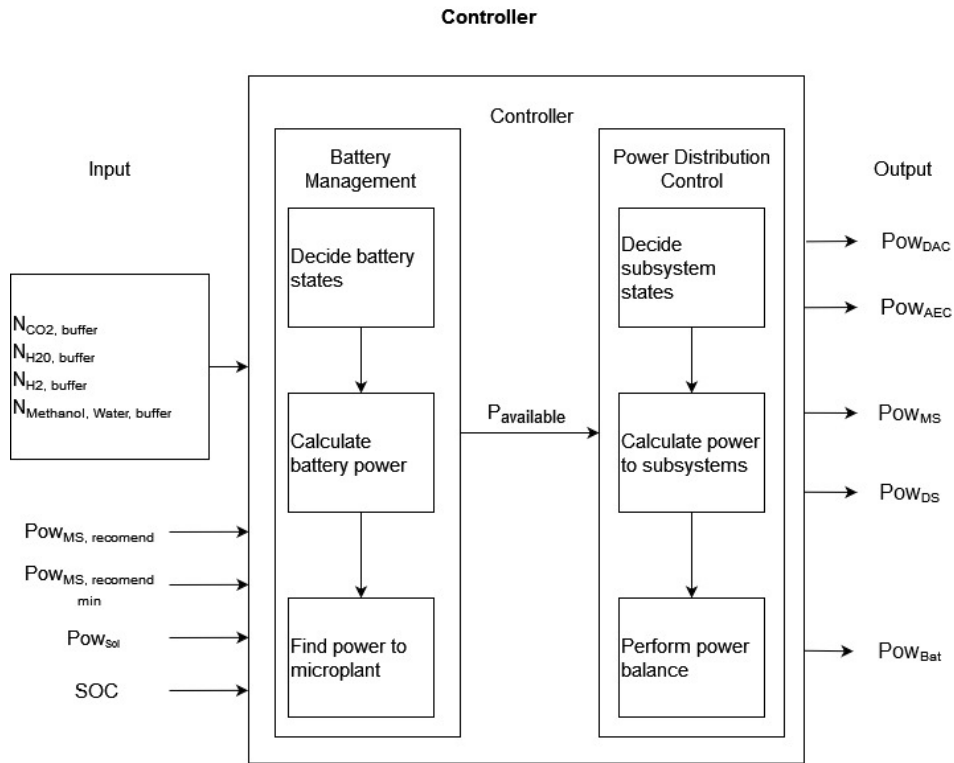 Controller
Controller
Input
Battery
Management
Power Distribution
Control
Output
Decide battery
states
Decide
subsystem
states
Pow_DAC
Pow_AEC
N_CO2, buffer
N_H20, buffer
N_H2, buffer
N_Methanol, Water, buffer
Calculate
battery power
P_available
Calculate power
to subsystems
Pow_MS
Pow_DS
Pow_MS, recomend
Pow_MS, recomend
min
Pow_Sol
SOC
Find power to
microplant
Perform power
balance
Pow_Bat